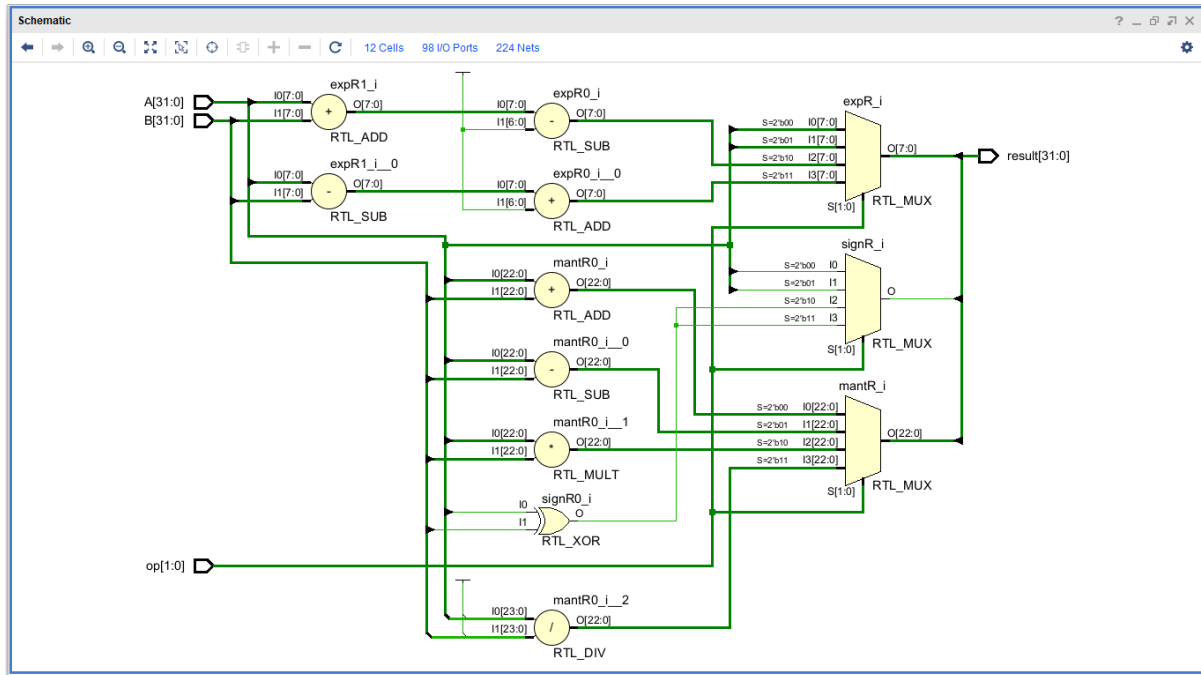 Schematic
12 Cells 98 I/O Ports 224 Nets
A[31:0]
B[31:0]
op[1:0]
expR1_i
I0[7:0]
I1[7:0]
+
O[7:0]
RTL_ADD
expR1_i__0
I0[7:0]
I1[7:0]
-
O[7:0]
RTL_SUB
expR0_i
I0[7:0]
I1[6:0]
-
O[7:0]
RTL_SUB
expR0_i__0
I0[7:0]
I1[6:0]
+
O[7:0]
RTL_ADD
mantR0_i
I0[22:0]
I1[22:0]
+
O[22:0]
RTL_ADD
mantR0_i__0
I0[22:0]
I1[22:0]
-
O[22:0]
RTL_SUB
mantR0_i__1
I0[22:0]
I1[22:0]
*
O[22:0]
RTL_MULT
signR0_i
I0
I1
O
RTL_XOR
mantR0_i__2
I0[23:0]
I1[23:0]
/
O[22:0]
RTL_DIV
expR_i
S=2'b00 I0[7:0]
S=2'b01 I1[7:0]
S=2'b10 I2[7:0]
S=2'b11 I3[7:0]
S[1:0]
O[7:0]
RTL_MUX
signR_i
S=2'b00 I0
S=2'b01 I1
S=2'b10 I2
S=2'b11 I3
S[1:0]
O
RTL_MUX
mantR_i
S=2'b00 I0[22:0]
S=2'b01 I1[22:0]
S=2'b10 I2[22:0]
S=2'b11 I3[22:0]
S[1:0]
O[22:0]
RTL_MUX
result[31:0]